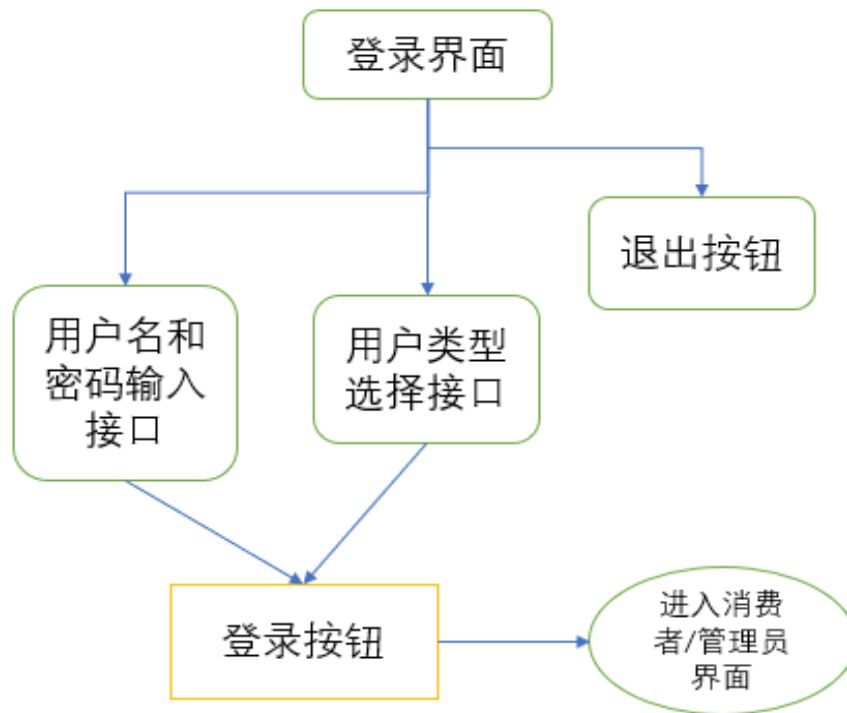 登录界面
退出按钮
用户名和
密码输入
接口
用户类型
选择接口
登录按钮
进入消费
者/管理员
界面